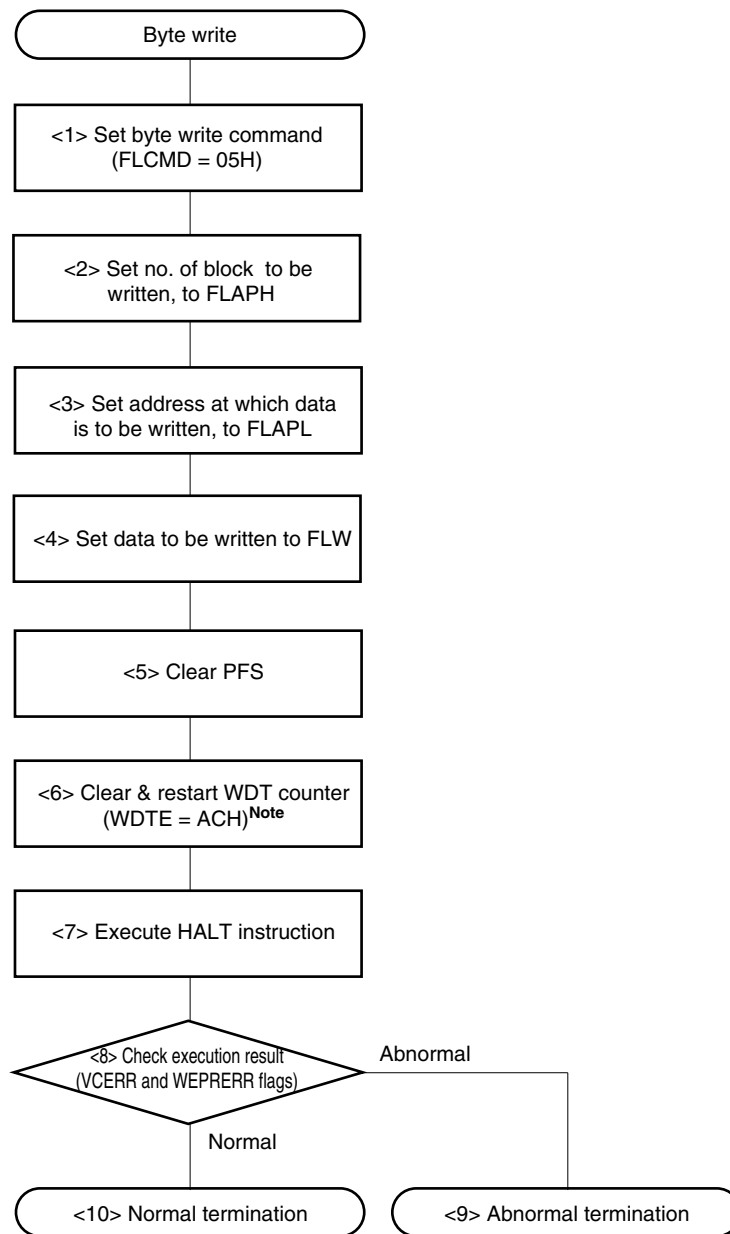 Byte write
<1> Set byte write command
(FLCMD = 05H)
<2> Set no. of block to be
written, to FLAPH
<3> Set address at which data
is to be written, to FLAPL
<4> Set data to be written to FLW
<5> Clear PFS
<6> Clear & restart WDT counter
(WDTE = ACH)Note
<7> Execute HALT instruction
<8> Check execution result
(VCERR and WEPRERR flags)
Abnormal
Normal
<10> Normal termination
<9> Abnormal termination